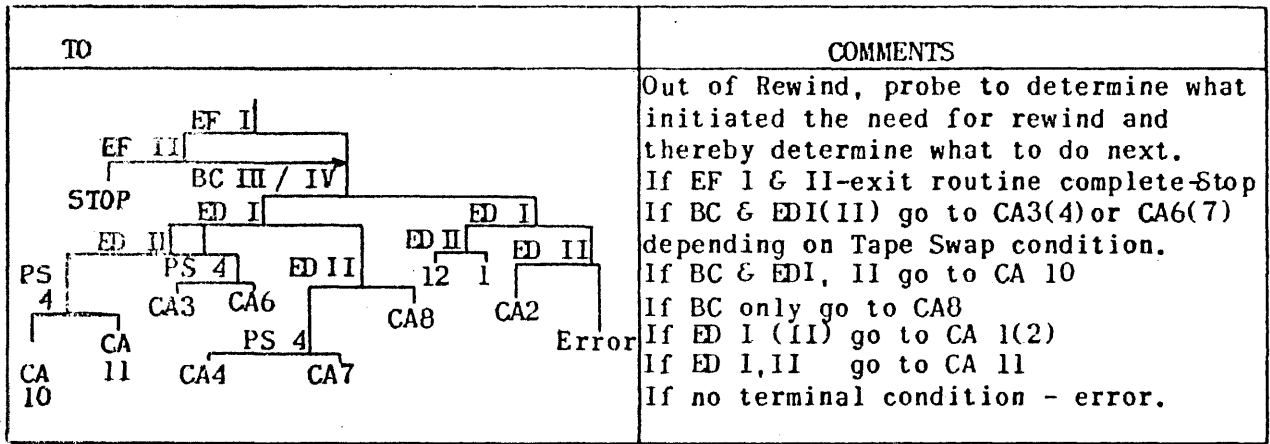 TO
COMMENTS
EF I
EF II
STOP
BC III / IV
ED I
ED I
ED II
ED II
ED II
PS 4
PS
4
ED II
12
1
CA3
CA6
CA8
CA2
Error
CA
10
CA
11
PS 4
CA4
CA7
Out of Rewind, probe to determine what
initiated the need for rewind and
thereby determine what to do next.
If EF 1 & II-exit routine complete-Stop
If BC & EDI(II) go to CA3(4)or CA6(7)
depending on Tape Swap condition.
If BC & EDI, II go to CA 10
If BC only go to CA8
If ED I (II) go to CA 1(2)
If ED I,II go to CA 11
If no terminal condition - error.